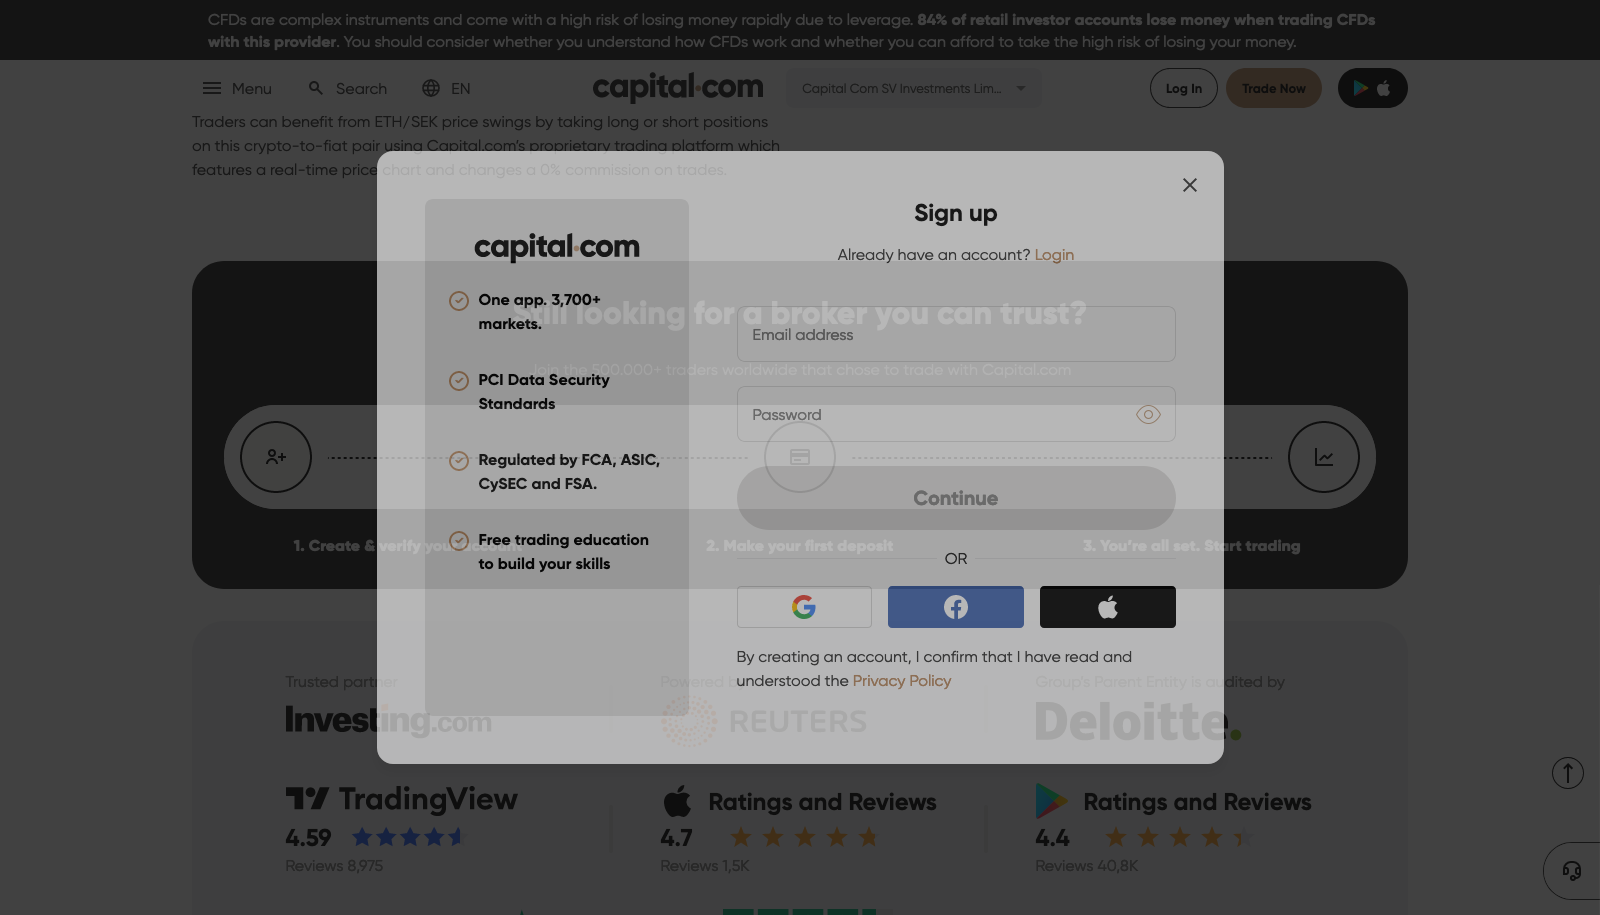 CFDs are complex instruments and come with a high risk of losing money rapidly due to leverage. 84% of retail investor accounts lose money when trading CFDs
with this provider. You should consider whether you understand how CFDs work and whether you can afford to take the high risk of losing your money.
Menu
Search
EN
capital.com
Capital Com SV Investments Lim...
Log In
Trade Now
Traders can benefit from ETH/SEK price swings by taking long or short positions
on this crypto-to-fiat pair using Capital.com's proprietary trading platform which
features a real-time price chart and changes a 0% commission on trades.
Sign up
Already have an account? Login
capital.com
One app. 3,700+
markets.
PCI Data Security
Standards
Regulated by FCA, ASIC,
CySEC and FSA.
Free trading education
to build your skills
Still looking for a broker you can trust?
Join the 500.000+ traders worldwide that chose to trade with Capital.com
Email address
Password
Continue
1. Create & verify your account
2. Make your first deposit
3. You're all set. Start trading
OR
By creating an account, I confirm that I have read and
understood the Privacy Policy
Trusted partner
Investing.com
Powered by
REUTERS
Group's Parent Entity is audited by
Deloitte.
TradingView
4.59
Reviews 8,975
Ratings and Reviews
4.7
Reviews 1,5K
Ratings and Reviews
4.4
Reviews 40,8K